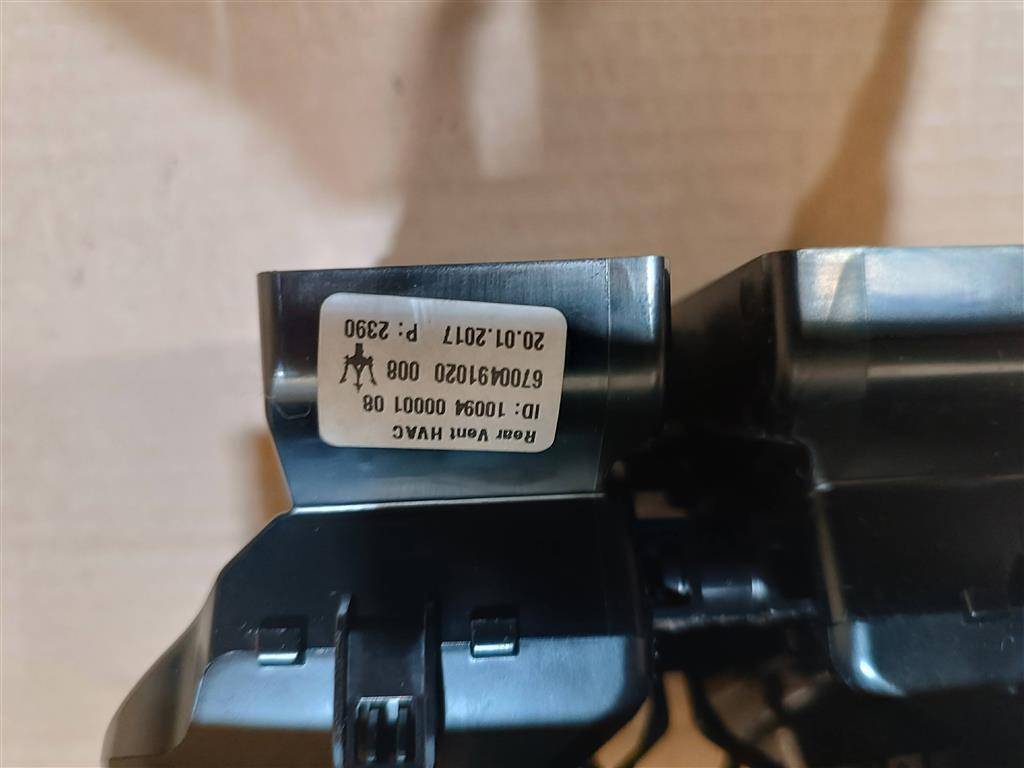 Rear Vent HVAC
ID: 10094 00001 08
6700491020 008
20.01.2017 P: 2390